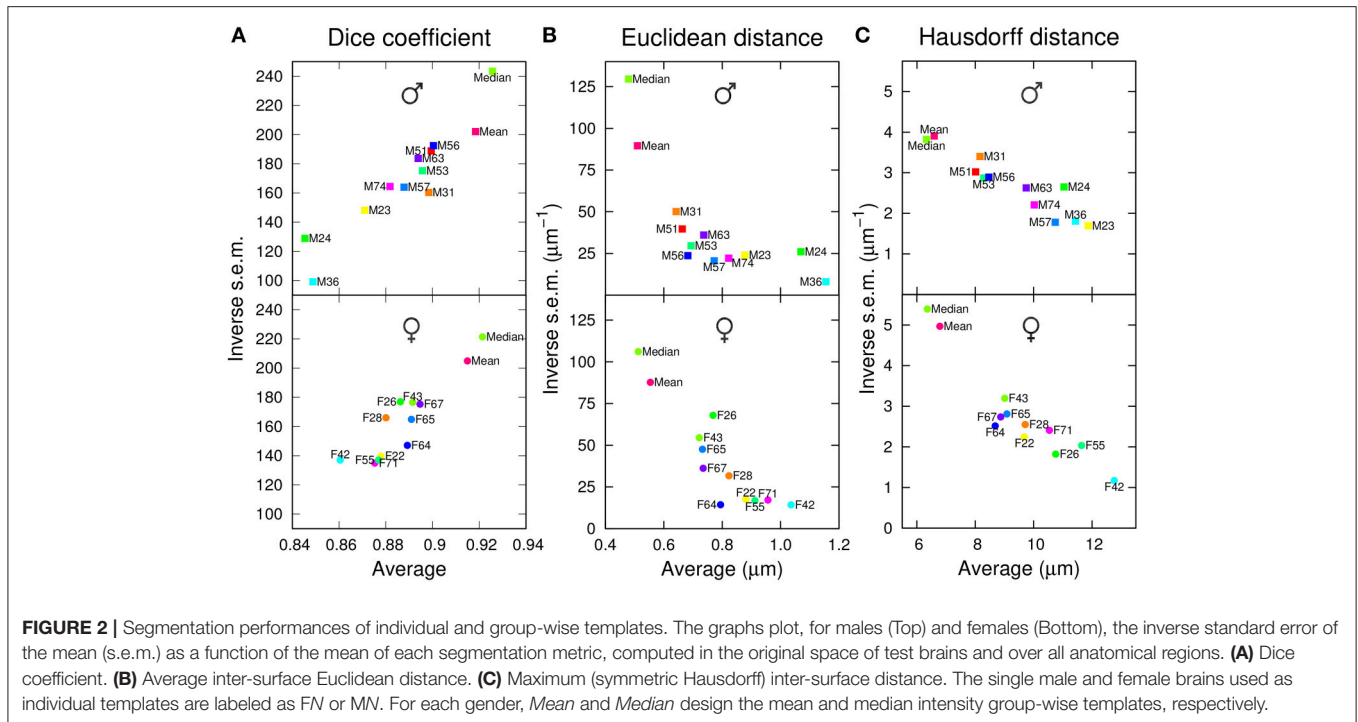 A Dice coefficient
B Euclidean distance
C Hausdorff distance
Inverse s.e.m.
240
220
200
180
160
140
120
100
♂
Median
Mean
M56
M51
M63
M53
M74
M57
M31
M23
M24
M36
240
220
200
180
160
140
120
100
♀
Median
Mean
F43
F26
F67
F28
F65
F64
F42
F22
F55
F71
0.84 0.86 0.88 0.9 0.92 0.94
Average
Inverse s.e.m. (μm⁻¹)
125
100
75
50
25
♂
Median
Mean
M31
M51
M63
M53
M56
M57
M74
M23
M24
M36
125
100
75
50
25
0
♀
Median
Mean
F26
F43
F65
F67
F28
F22
F71
F64
F55
F42
0.4 0.6 0.8 1.0 1.2
Average (μm)
Inverse s.e.m. (μm⁻¹)
5
4
3
2
1
♂
Mean
Median
M31
M51
M53
M56
M63
M24
M74
M57
M36
M23
5
4
3
2
1
0
♀
Median
Mean
F43
F67
F65
F64
F28
F22
F71
F26
F55
F42
6 8 10 12
Average (μm)
FIGURE 2 | Segmentation performances of individual and group-wise templates. The graphs plot, for males (Top) and females (Bottom), the inverse standard error of
the mean (s.e.m.) as a function of the mean of each segmentation metric, computed in the original space of test brains and over all anatomical regions. (A) Dice
coefficient. (B) Average inter-surface Euclidean distance. (C) Maximum (symmetric Hausdorff) inter-surface distance. The single male and female brains used as
individual templates are labeled as FN or MN. For each gender, Mean and Median design the mean and median intensity group-wise templates, respectively.